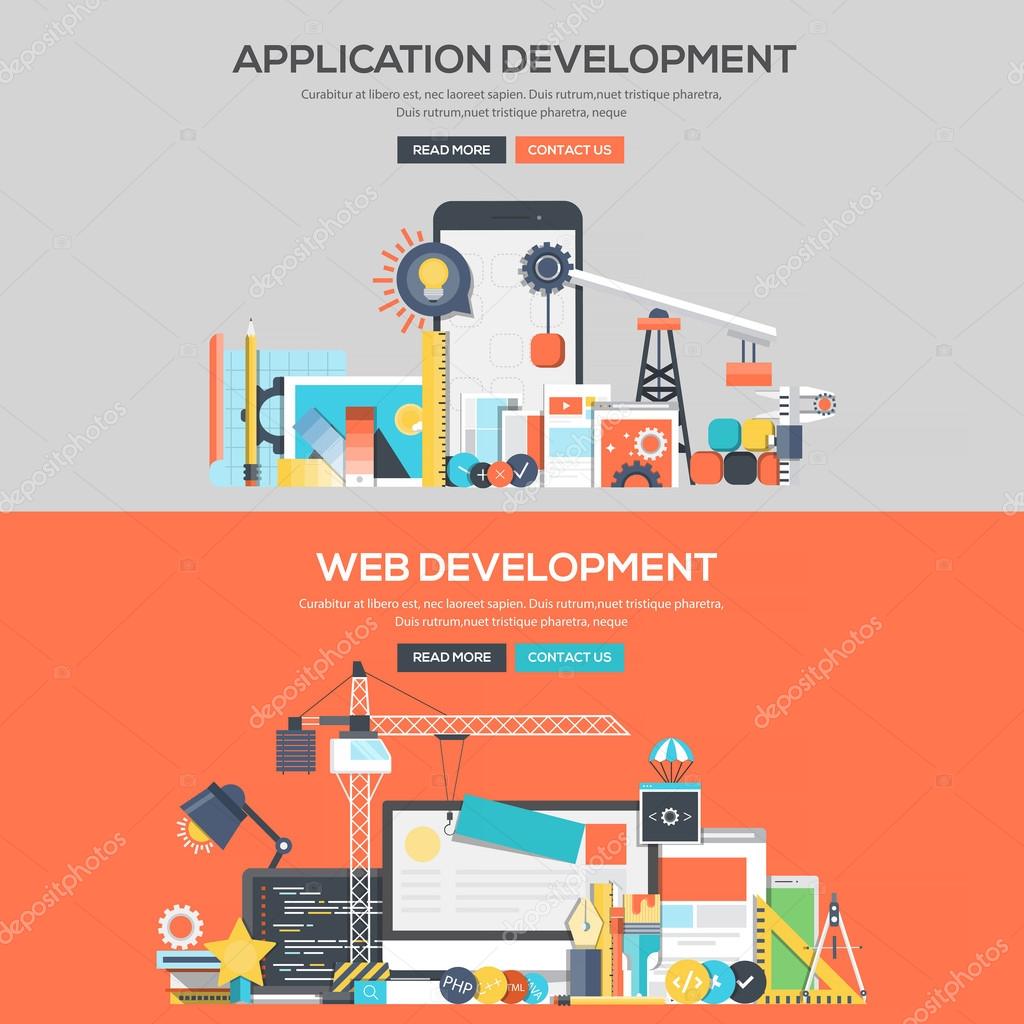 APPLICATION DEVELOPMENT
Curabitur at libero est, nec laoreet sapien. Duis rutrum,nuet tristique pharetra,
Duis rutrum,nuet tristique pharetra, neque
READ MORE CONTACT US
WEB DEVELOPMENT
Curabitur at libero est, nec laoreet sapien. Duis rutrum,nuet tristique pharetra,
Duis rutrum,nuet tristique pharetra, neque
READ MORE CONTACT US
< >
PHP C++ HTML
</>
depositphotos